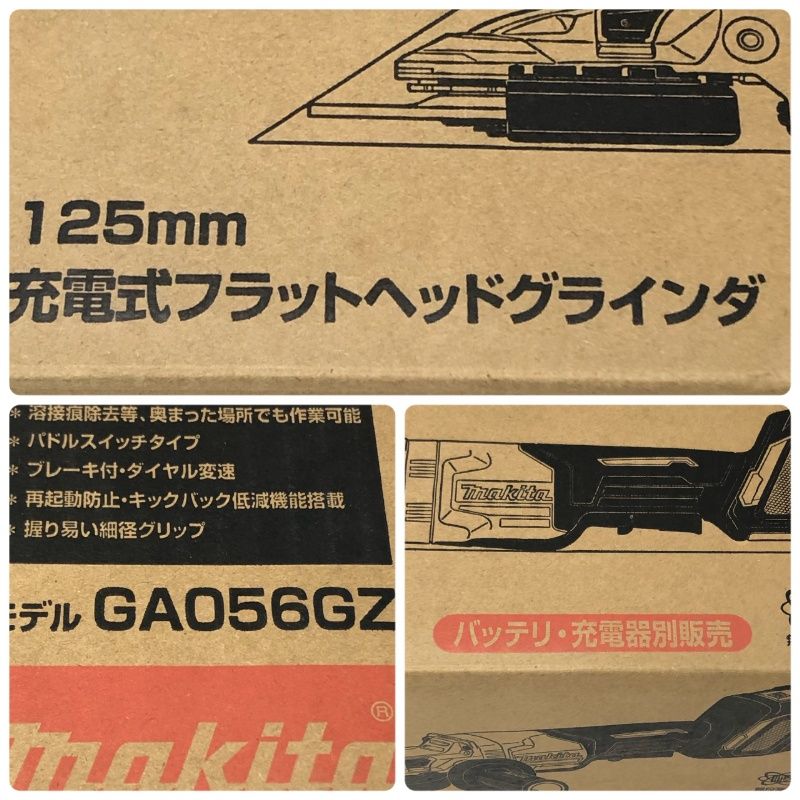 125mm
充電式フラットヘッドグラインダ
* 溶接痕除去等、奥まった場所でも作業可能
* パドルスイッチタイプ
* ブレーキ付・ダイヤル変速
* 再起動防止・キックバック低減機能搭載
* 握り易い細径グリップ
モデル GA056GZ
makita®
makita
バッテリ・充電器別販売
makita